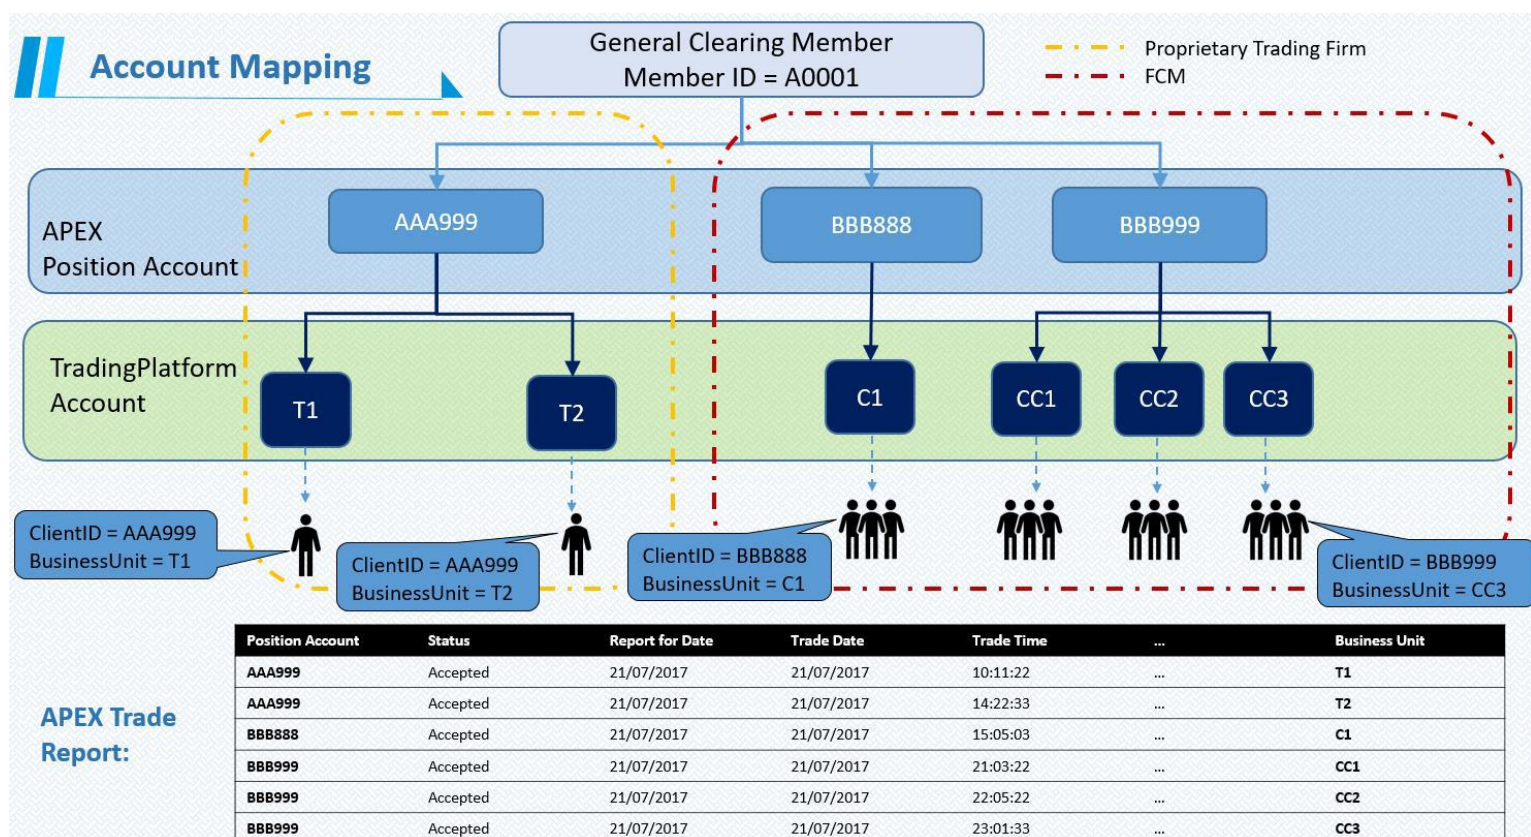 Account Mapping
General Clearing Member
Member ID = A0001
Proprietary Trading Firm
FCM
APEX
Position Account
AAA999
BBB888
BBB999
TradingPlatform
Account
T1
T2
C1
CC1
CC2
CC3
ClientID = AAA999
BusinessUnit = T1
ClientID = AAA999
BusinessUnit = T2
ClientID = BBB888
BusinessUnit = C1
ClientID = BBB999
BusinessUnit = CC3
APEX Trade
Report:
Position Account Status Report for Date Trade Date Trade Time ... Business Unit
AAA999 Accepted 21/07/2017 21/07/2017 10:11:22 ... T1
AAA999 Accepted 21/07/2017 21/07/2017 14:22:33 ... T2
BBB888 Accepted 21/07/2017 21/07/2017 15:05:03 ... C1
BBB999 Accepted 21/07/2017 21/07/2017 21:03:22 ... CC1
BBB999 Accepted 21/07/2017 21/07/2017 22:05:22 ... CC2
BBB999 Accepted 21/07/2017 21/07/2017 23:01:33 ... CC3